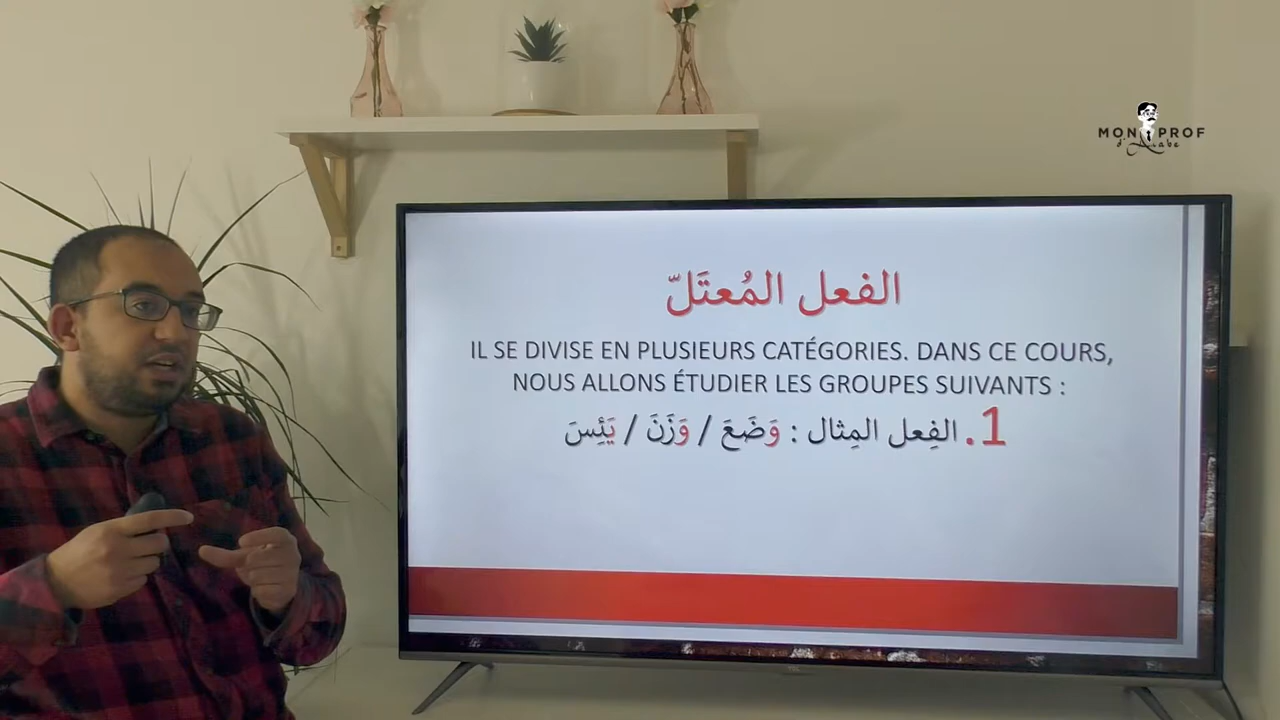 MON PROF
d'Arabe
الفعل المُعتَلّ
IL SE DIVISE EN PLUSIEURS CATÉGORIES. DANS CE COURS,
NOUS ALLONS ÉTUDIER LES GROUPES SUIVANTS :
1. الفِعل المِثال : وَضَعَ / وَزَنَ / يَئِسَ